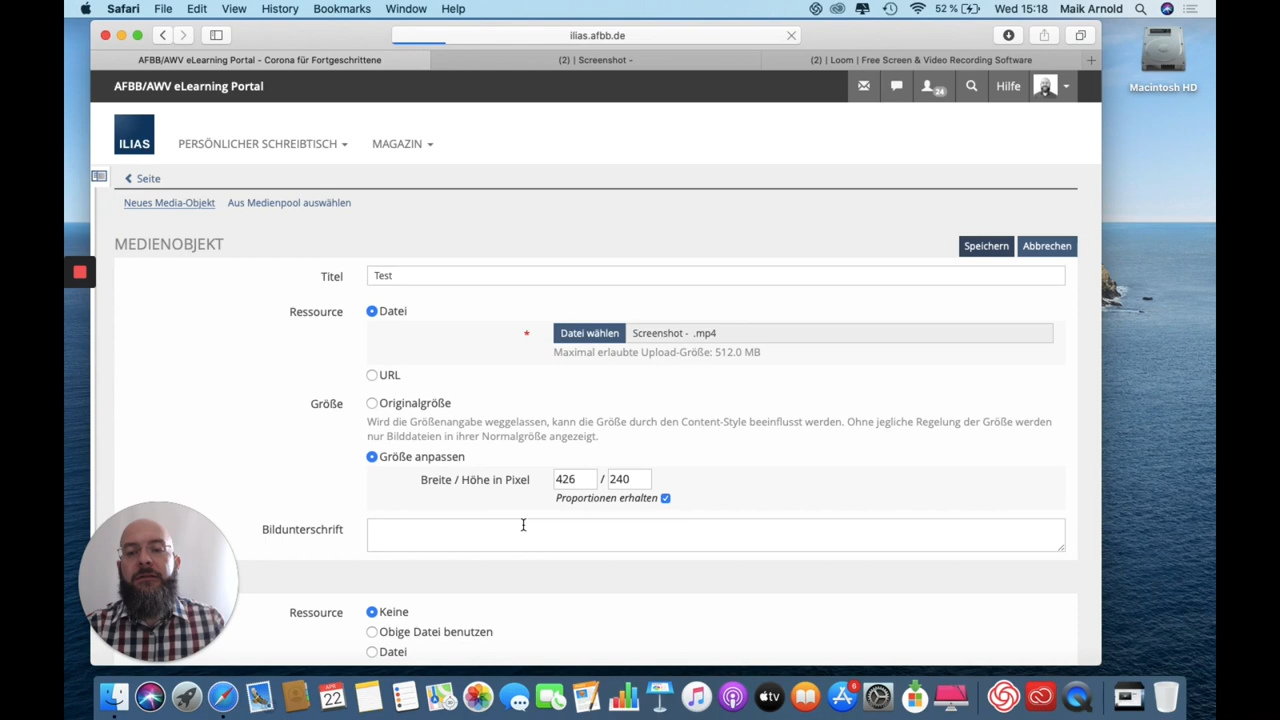 Safari File Edit View History Bookmarks Window Help 52 % Wed 15:18 Maik Arnold
ilias.afbb.de
AFBB/AWV eLearning Portal - Corona für Fortgeschrittene (2) | Screenshot - (2) | Loom | Free Screen & Video Recording Software
AFBB/AWV eLearning Portal 24 Hilfe
Macintosh HD
ILIAS PERSÖNLICHER SCHREIBTISCH MAGAZIN
Seite
Neues Media-Objekt Aus Medienpool auswählen
MEDIENOBJEKT Speichern Abbrechen
Titel Test
Ressource Datei
* Datei wählen Screenshot - .mp4
Maximal erlaubte Upload-Größe: 512.0 MB
URL
Größe Originalgröße
Wird die Größenangabe weggelassen, kann die Größe durch den Content-Style beeinflusst werden. Ohne jegliche Regelung der Größe werden
nur Bilddateien in ihrer Normalgröße angezeigt.
Größe anpassen
Breite / Höhe in Pixel 426 / 240
Proportionen erhalten
Bildunterschrift
Ressource Keine
Obige Datei benutzen
Datei
APR
22
6